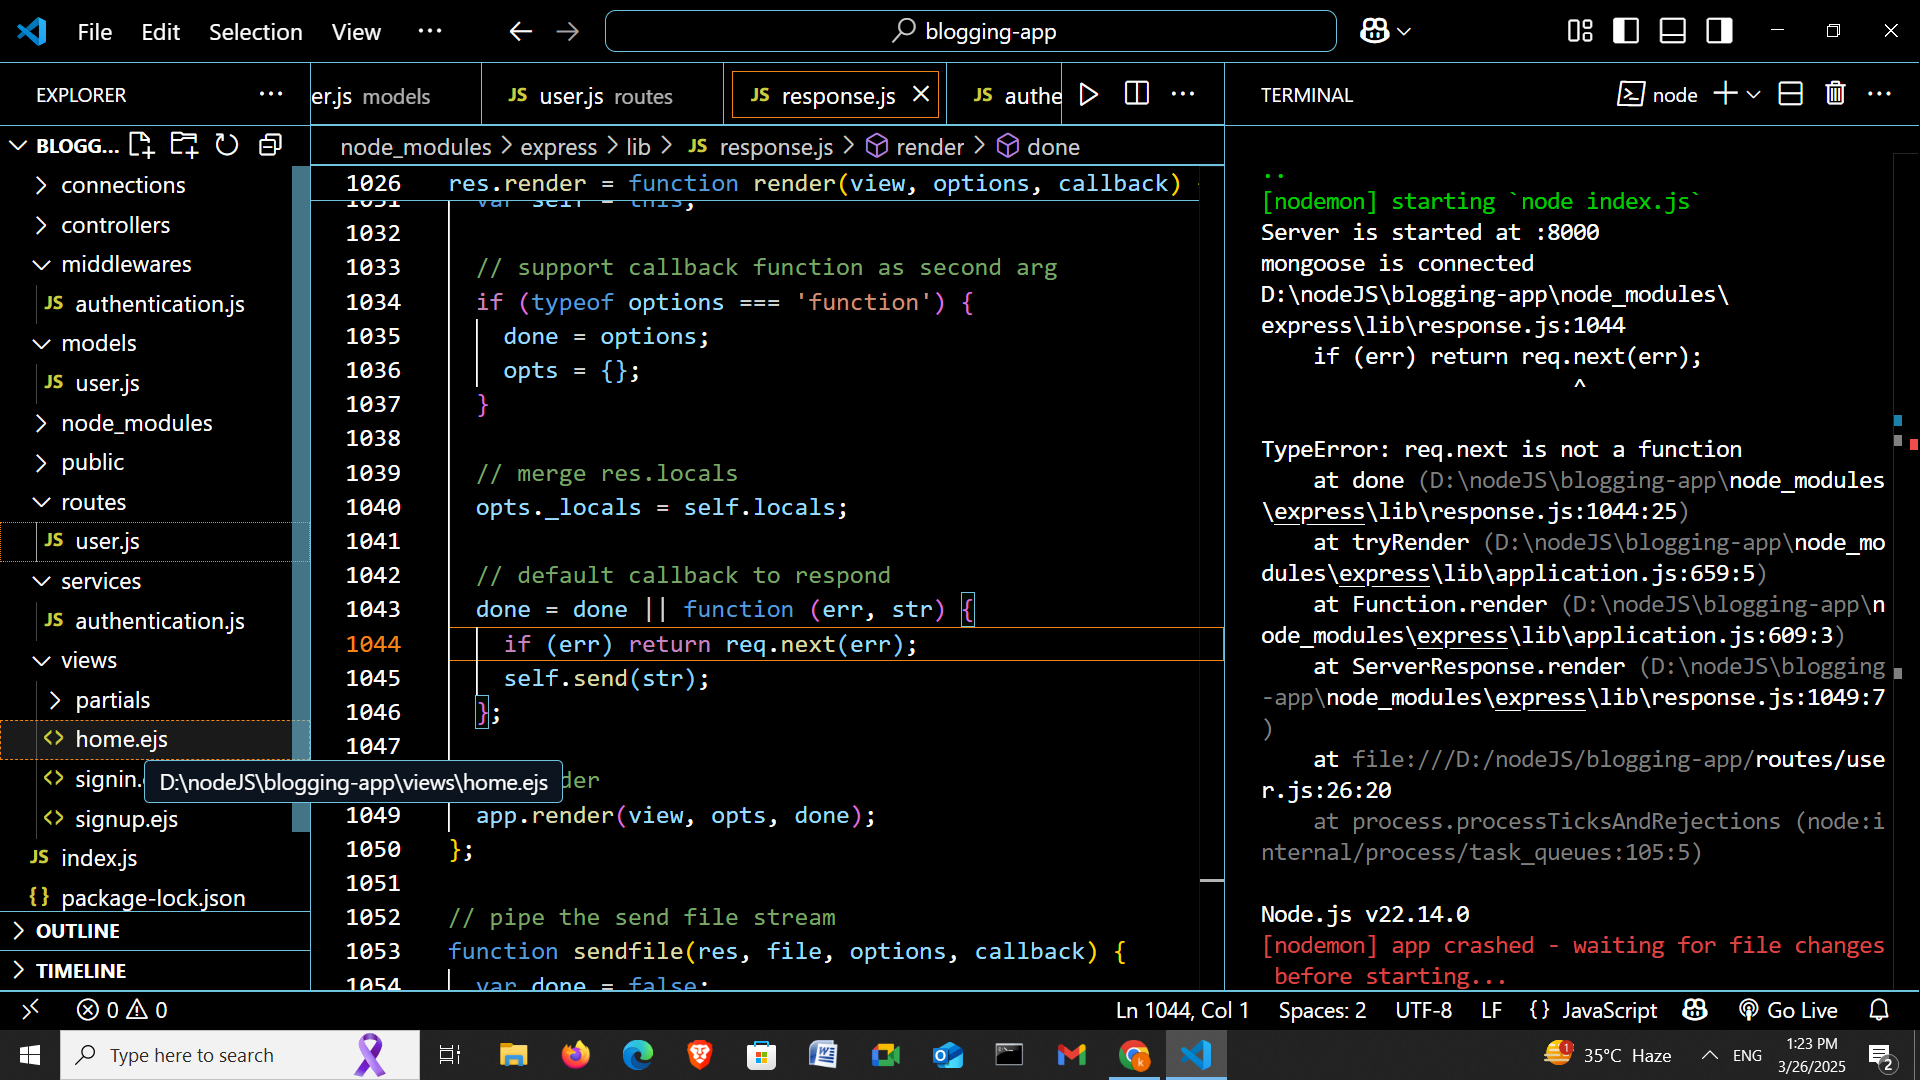 File Edit Selection View ···
blogging-app
EXPLORER
BLOGG...
connections
controllers
middlewares
JS authentication.js
models
JS user.js
node_modules
public
routes
JS user.js
services
JS authentication.js
views
partials
home.ejs
signin.
signup.ejs
JS index.js
{} package-lock.json
OUTLINE
TIMELINE
D:\nodeJS\blogging-app\views\home.ejs
er.js models
JS user.js routes
JS response.js
JS authe
node_modules > express > lib > JS response.js > render > done
1026 res.render = function render(view, options, callback)
1031 var self = this;
1032
1033 // support callback function as second arg
1034 if (typeof options === 'function') {
1035 done = options;
1036 opts = {};
1037 }
1038
1039 // merge res.locals
1040 opts._locals = self.locals;
1041
1042 // default callback to respond
1043 done = done || function (err, str) {
1044 if (err) return req.next(err);
1045 self.send(str);
1046 };
1047
der
1049 app.render(view, opts, done);
1050 };
1051
1052 // pipe the send file stream
1053 function sendfile(res, file, options, callback) {
1054 var done = false;
TERMINAL
node
..
[nodemon] starting `node index.js`
Server is started at :8000
mongoose is connected
D:\nodeJS\blogging-app\node_modules\
express\lib\response.js:1044
if (err) return req.next(err);
^
TypeError: req.next is not a function
at done (D:\nodeJS\blogging-app\node_modules
\express\lib\response.js:1044:25)
at tryRender (D:\nodeJS\blogging-app\node_mo
dules\express\lib\application.js:659:5)
at Function.render (D:\nodeJS\blogging-app\n
ode_modules\express\lib\application.js:609:3)
at ServerResponse.render (D:\nodeJS\blogging
-app\node_modules\express\lib\response.js:1049:7
)
at file:///D:/nodeJS/blogging-app/routes/use
r.js:26:20
at process.processTicksAndRejections (node:i
nternal/process/task_queues:105:5)
Node.js v22.14.0
[nodemon] app crashed - waiting for file changes
before starting...
0 0
Ln 1044, Col 1 Spaces: 2 UTF-8 LF {} JavaScript Go Live
Type here to search
1
35°C Haze
ENG
1:23 PM
3/26/2025
2